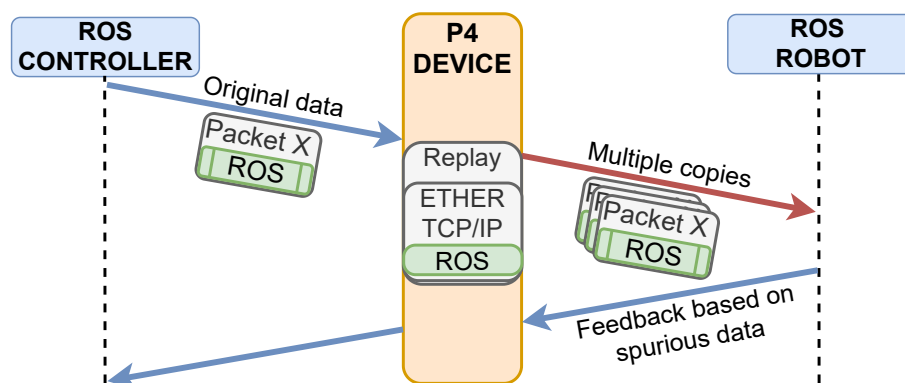 ROS
CONTROLLER
P4
DEVICE
ROS
ROBOT
Original data
Packet X
ROS
Replay
ETHER
TCP/IP
ROS
Multiple copies
Packet X
ROS
Feedback based on
spurious data